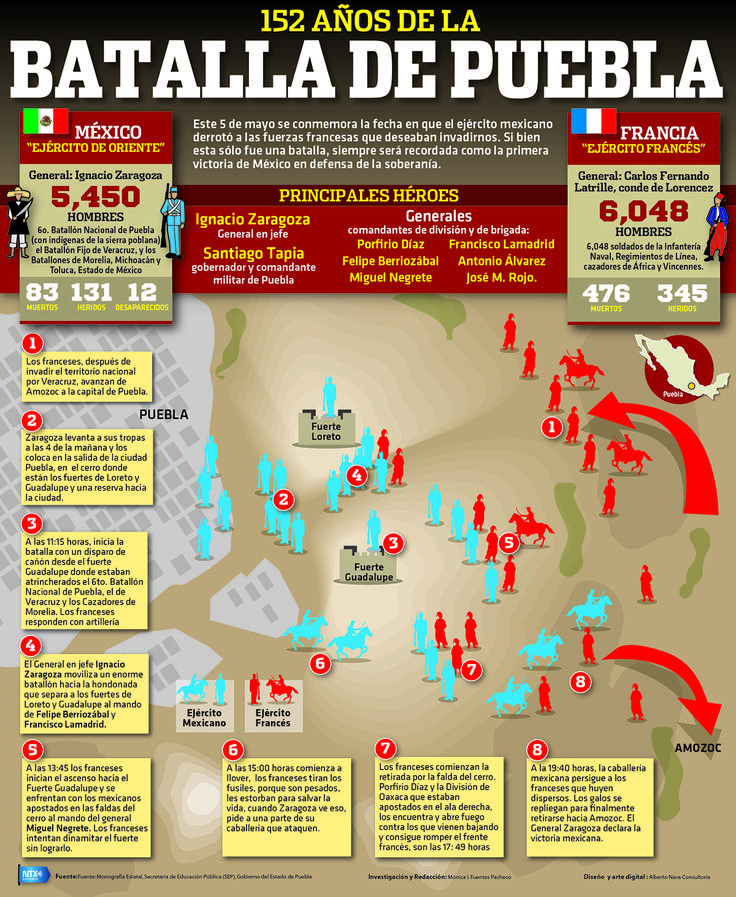 152 AÑOS DE LA
BATALLA DE PUEBLA
MÉXICO
"EJÉRCITO DE ORIENTE"
General: Ignacio Zaragoza
5,450
HOMBRES
6o. Batallón Nacional de Puebla
(con indígenas de la sierra poblana)
el Batallón Fijo de Veracruz, y los
Batallones de Morelia, Michoacán y
Toluca, Estado de México
83 131 12
MUERTOS HERIDOS DESAPARECIDOS
Este 5 de mayo se conmemora la fecha en que el ejército mexicano
derrotó a las fuerzas francesas que deseaban invadirnos. Si bien
esta sólo fue una batalla, siempre será recordada como la primera
victoria de México en defensa de la soberanía.
PRINCIPALES HÉROES
Ignacio Zaragoza
General en jefe
Santiago Tapia
gobernador y comandante
militar de Puebla
Generales
comandantes de división y de brigada:
Porfirio Díaz Francisco Lamadrid
Felipe Berriozábal Antonio Álvarez
Miguel Negrete José M. Rojo.
FRANCIA
"EJÉRCITO FRANCÉS"
General: Carlos Fernando
Latrille, conde de Lorencez
6,048
HOMBRES
6,048 soldados de la Infantería
Naval, Regimientos de Línea,
cazadores de África y Vincennes.
476 345
MUERTOS HERIDOS
1
Los franceses, después de
invadir el territorio nacional
por Veracruz, avanzan de
Amozoc a la capital de Puebla.
2
Zaragoza levanta a sus tropas
a las 4 de la mañana y los
coloca en la salida de la ciudad
Puebla, en el cerro donde
están los fuertes de Loreto y
Guadalupe y una reserva hacia
la ciudad.
3
A las 11:15 horas, inicia la
batalla con un disparo de
cañón desde el fuerte
Guadalupe donde estaban
atrincherados el 6to. Batallón
Nacional de Puebla, el de
Veracruz y los Cazadores de
Morelia. Los franceses
responden con artillería
4
El General en jefe Ignacio
Zaragoza moviliza un enorme
batallón hacia la hondonada
que separa a los fuertes de
Loreto y Guadalupe al mando
de Felipe Berriozábal y
Francisco Lamadrid.
PUEBLA
Fuerte
Loreto
Fuerte
Guadalupe
1
2
3
4
5
6
7
8
Puebla
AMOZOC
Ejército
Mexicano
Ejército
Francés
5
A las 13:45 los franceses
inician el ascenso hacia el
Fuerte Guadalupe y se
enfrentan con los mexicanos
apostados en las faldas del
cerro al mando del general
Miguel Negrete. Los franceses
intentan dinamitar el fuerte
sin lograrlo.
6
A las 15:00 horas comienza a
llover, los franceses tiran los
fusiles, porque son pesados,
les estorban para salvar la
vida, cuando Zaragoza ve eso,
pide a una parte de su
caballería que ataquen.
7
Los franceses comienzan la
retirada por la falda del cerro.
Porfirio Díaz y la División de
Oaxaca que estaban
apostados en el ala derecha,
los encuentra y abre fuego
contra los que vienen bajando
y consigue romper el frente
francés, son las 17: 49 horas
8
A la 19:40 horas, la caballería
mexicana persigue a los
franceses que huyen
dispersos. Los galos se
repliegan para finalmente
retirarse hacia Amozoc. El
General Zaragoza declara la
victoria mexicana.
NTX
Fuente:Fuente: Monografía Estatal, Secretaría de Educación Pública (SEP), Gobierno del Estado de Puebla
Investigación y Redacción: Mónica I. Fuentes Pacheco
Diseño y arte digital : Alberto Nava Consultoría